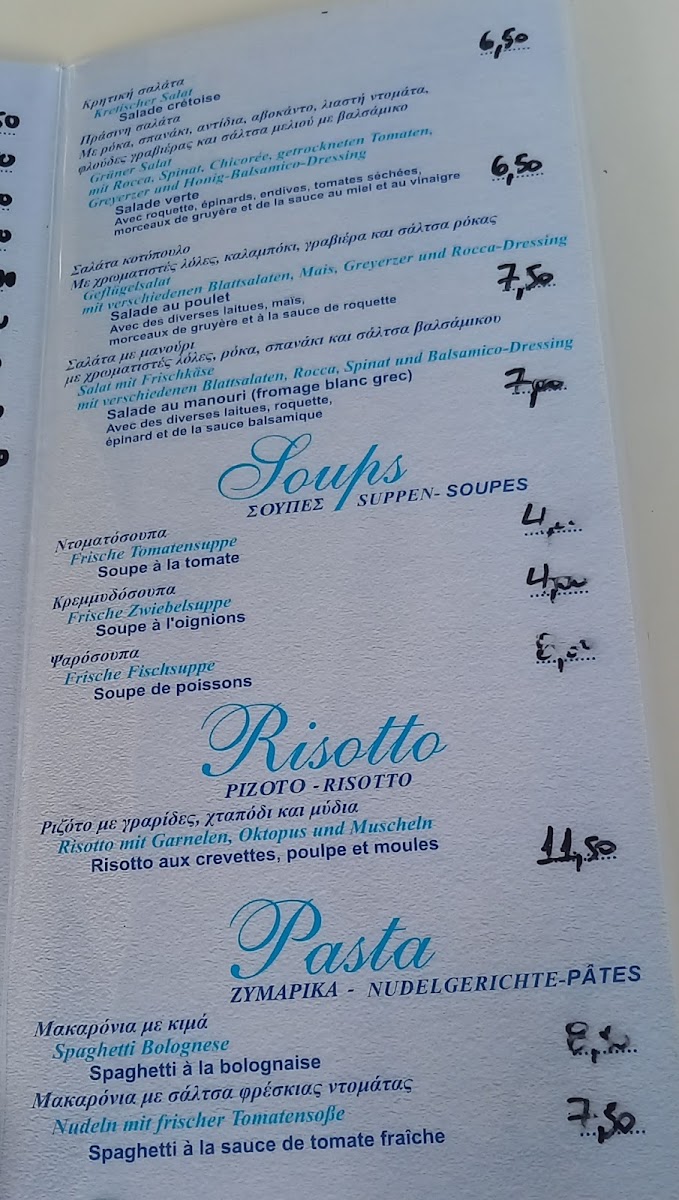 6,50
Κρητική σαλάτα
Kretischer Salat
Salade crétoise
Πράσινη σαλάτα
Με ρόκα, σπανάκι, αντίδια, αβοκάντο, λιαστή ντομάτα,
φλούδες γραβιέρας και σάλτσα μελιού με βαλσάμικο
Grüner Salat
mit Rocca, Spinat, Chicorée, getrockneten Tomaten,
Greyerzer und Honig-Balsamico-Dressing
6,50
Salade verte
Avec roquette, épinards, endives, tomates séchées,
morceaux de gruyère et de la sauce au miel et au vinaigre
Σαλάτα κοτόπουλο
Με χρωματιστές λόλες, καλαμπόκι, γραβιέρα και σάλτσα ρόκας
Geflügelsalat
mit verschiedenen Blattsalaten, Mais, Greyerzer und Rocca-Dressing
7,50
Salade au poulet
Avec des diverses laitues, maïs,
morceaux de gruyère et à la sauce de roquette
Σαλάτα με μανούρι
με χρωματιστές λόλες, ρόκα, σπανάκι και σάλτσα βαλσάμικου
Salat mit Frischkäse
mit verschiedenen Blattsalaten, Rocca, Spinat und Balsamico-Dressing
7,00
Salade au manouri (fromage blanc grec)
Avec des diverses laitues, roquette,
épinard et de la sauce balsamique
Soups
ΣΟΥΠΕΣ SUPPEN- SOUPES
Ντοματόσουπα
Frische Tomatensuppe
Soupe à la tomate
4,
Κρεμμυδόσουπα
Frische Zwiebelsuppe
Soupe à l'oignions
4,00
Ψαρόσουπα
Frische Fischsuppe
Soupe de poissons
Risotto
ΡΙΖΟΤΟ - RISOTTO
Ριζότο με γραρίδες, χταπόδι και μύδια
Risotto mit Garnelen, Oktopus und Muscheln
Risotto aux crevettes, poulpe et moules
11,50
Pasta
ΖΥΜΑΡΙΚΑ - NUDELGERICHTE-PÂTES
Μακαρόνια με κιμά
Spaghetti Bolognese
Spaghetti à la bolognaise
8,50
Μακαρόνια με σάλτσα φρέσκιας ντομάτας
Nudeln mit frischer Tomatensoße
Spaghetti à la sauce de tomate fraîche
7,50